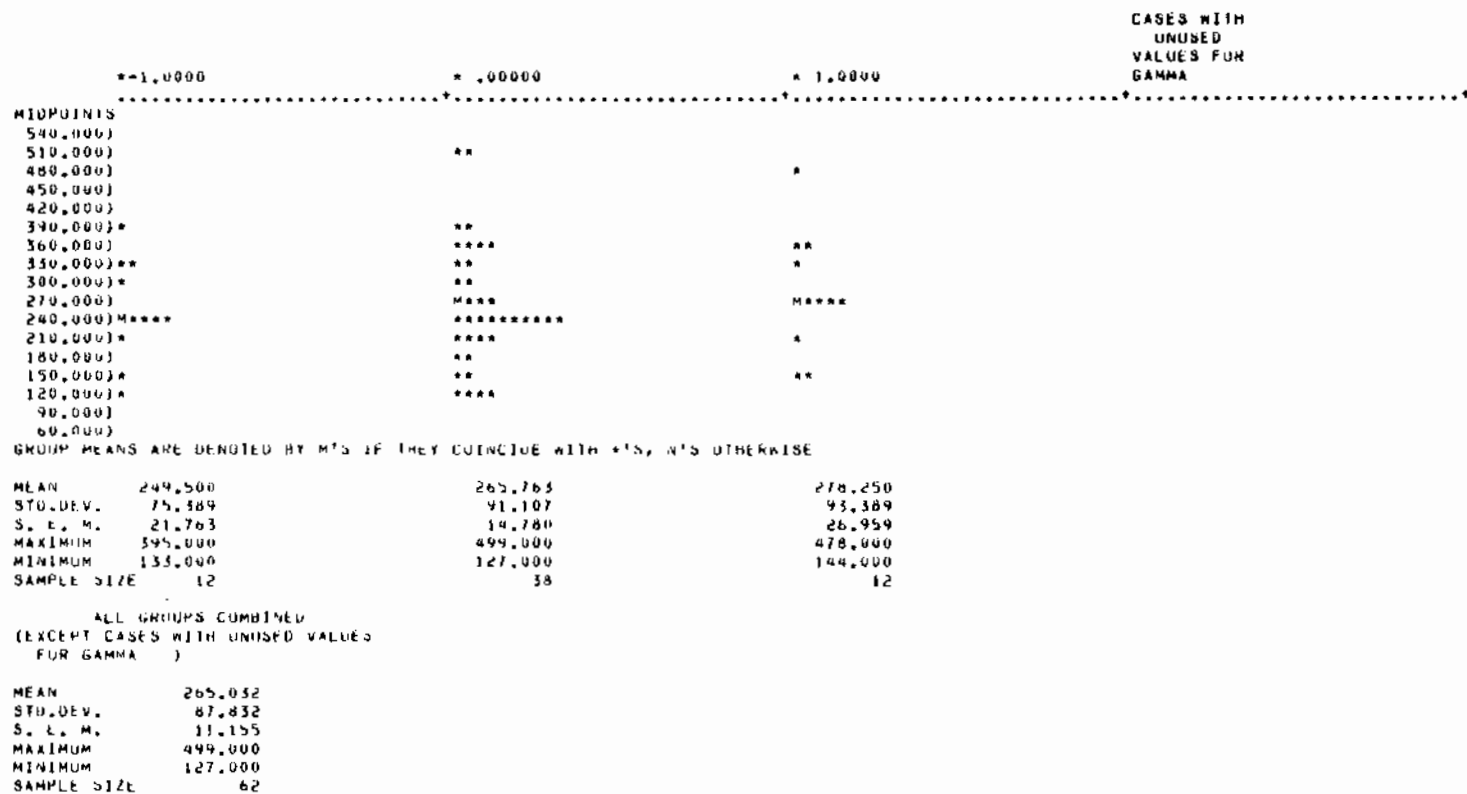 CASES WITH
UNUSED
VALUES FOR
*-1.0000 * .00000 * 1.0000 GAMMA
..............................+..............................+..............................+..............................+
MIDPOINTS
540.000)
510.000) **
480.000) *
450.000)
420.000)
390.000)* **
360.000) **** **
330.000)** ** *
300.000)* **
270.000) M*** M****
240.000)M**** **********
210.000)* **** *
180.000) **
150.000)* ** **
120.000)* ****
90.000)
60.000)
GROUP MEANS ARE DENOTED BY M'S IF THEY COINCIDE WITH *'S, N'S OTHERWISE
MEAN 249.500 265.763 278.250
STD.DEV. 75.389 91.107 93.389
S. E. M. 21.763 14.780 26.959
MAXIMUM 395.000 499.000 478.000
MINIMUM 133.000 127.000 144.000
SAMPLE SIZE 12 38 12
ALL GROUPS COMBINED
(EXCEPT CASES WITH UNUSED VALUES
FOR GAMMA )
MEAN 265.032
STD.DEV. 87.832
S. E. M. 11.155
MAXIMUM 499.000
MINIMUM 127.000
SAMPLE SIZE 62